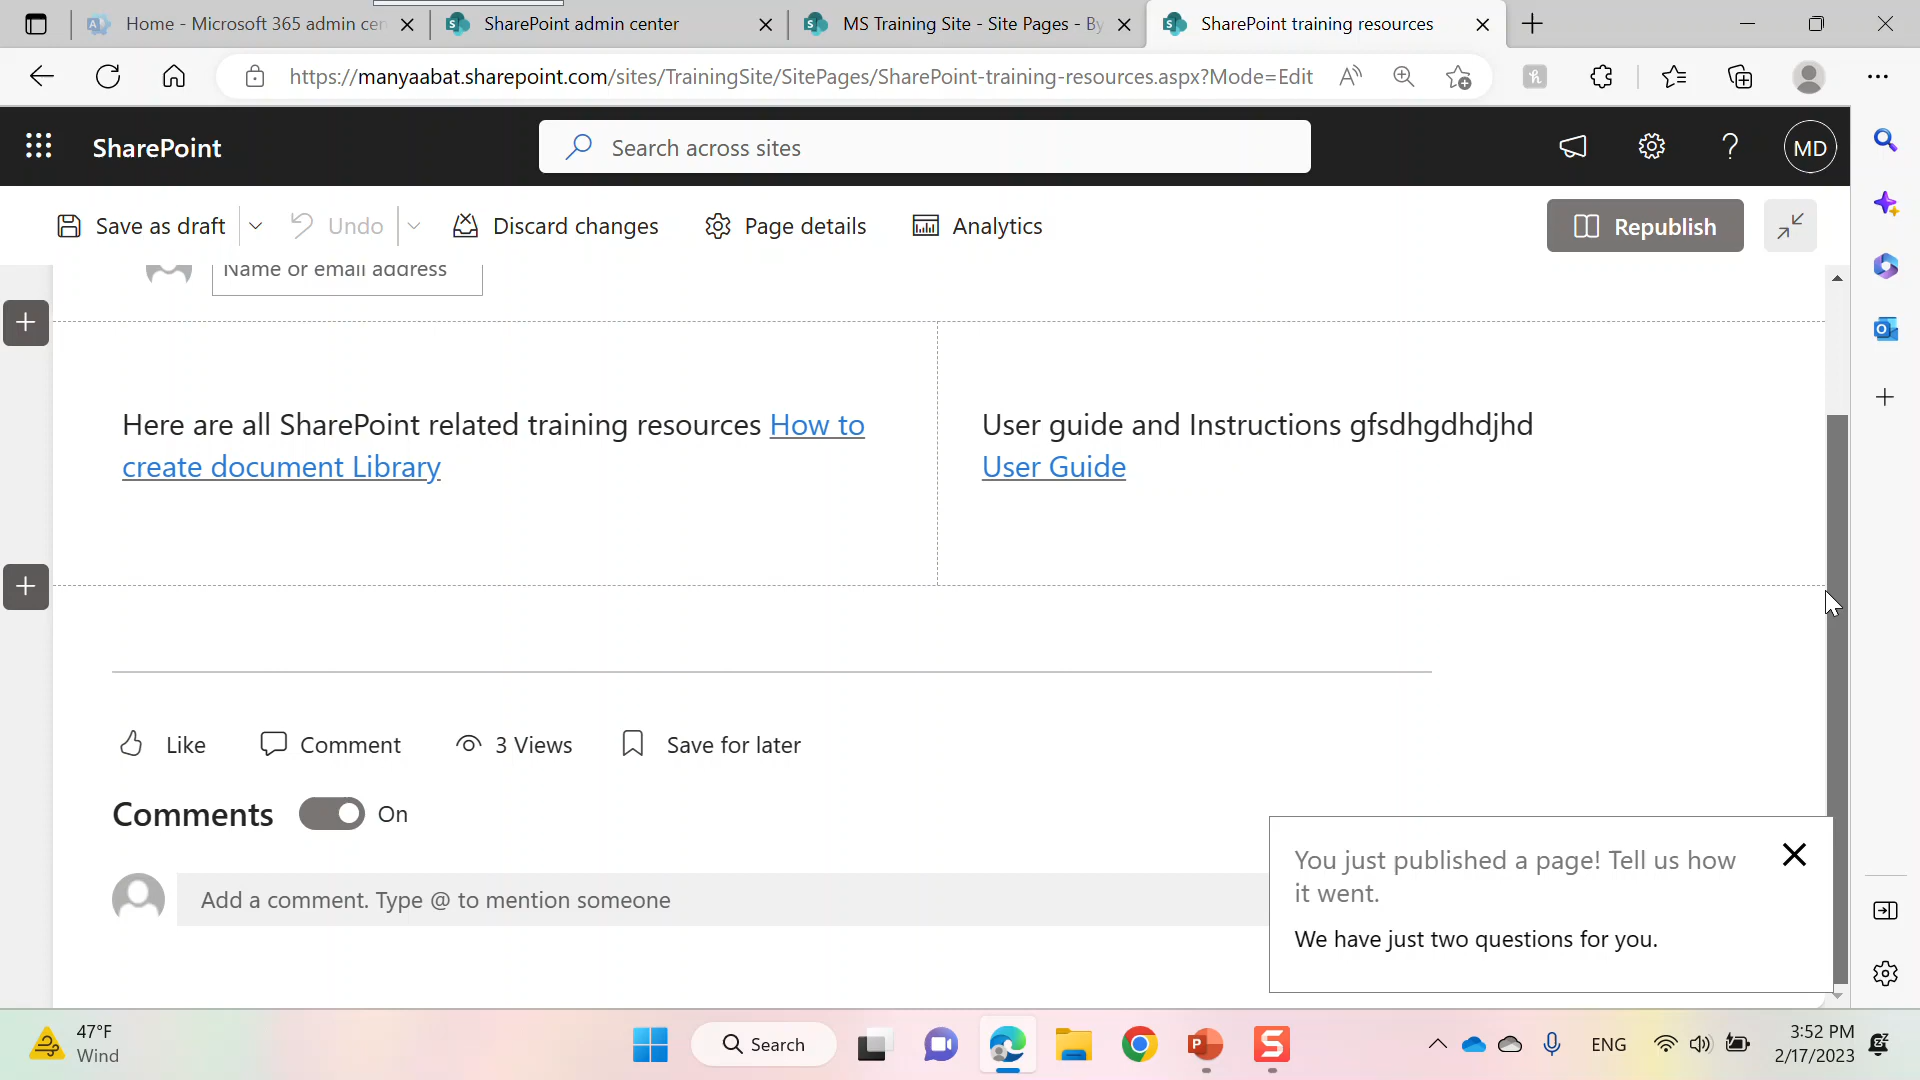 Home - Microsoft 365 admin cen
SharePoint admin center
MS Training Site - Site Pages - By
SharePoint training resources
https://manyaabat.sharepoint.com/sites/TrainingSite/SitePages/SharePoint-training-resources.aspx?Mode=Edit
SharePoint
Search across sites
MD
Save as draft
Undo
Discard changes
Page details
Analytics
Republish
Name or email address
Here are all SharePoint related training resources How to
create document Library
User guide and Instructions gfsdhgdhdjhd
User Guide
Like
Comment
3 Views
Save for later
Comments
On
Add a comment. Type @ to mention someone
You just published a page! Tell us how
it went.
We have just two questions for you.
47°F
Wind
Search
ENG
3:52 PM
2/17/2023